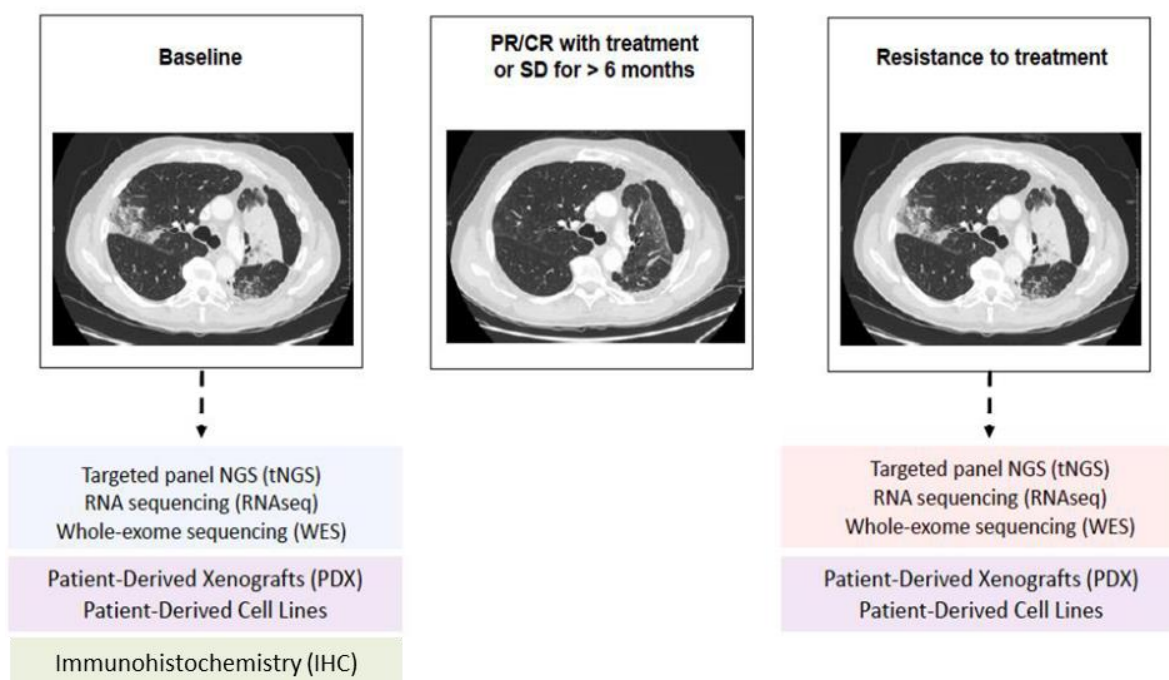 Baseline
PR/CR with treatment
or SD for > 6 months
Resistance to treatment
Targeted panel NGS (tNGS)
RNA sequencing (RNAseq)
Whole-exome sequencing (WES)
Patient-Derived Xenografts (PDX)
Patient-Derived Cell Lines
Immunohistochemistry (IHC)
Targeted panel NGS (tNGS)
RNA sequencing (RNAseq)
Whole-exome sequencing (WES)
Patient-Derived Xenografts (PDX)
Patient-Derived Cell Lines